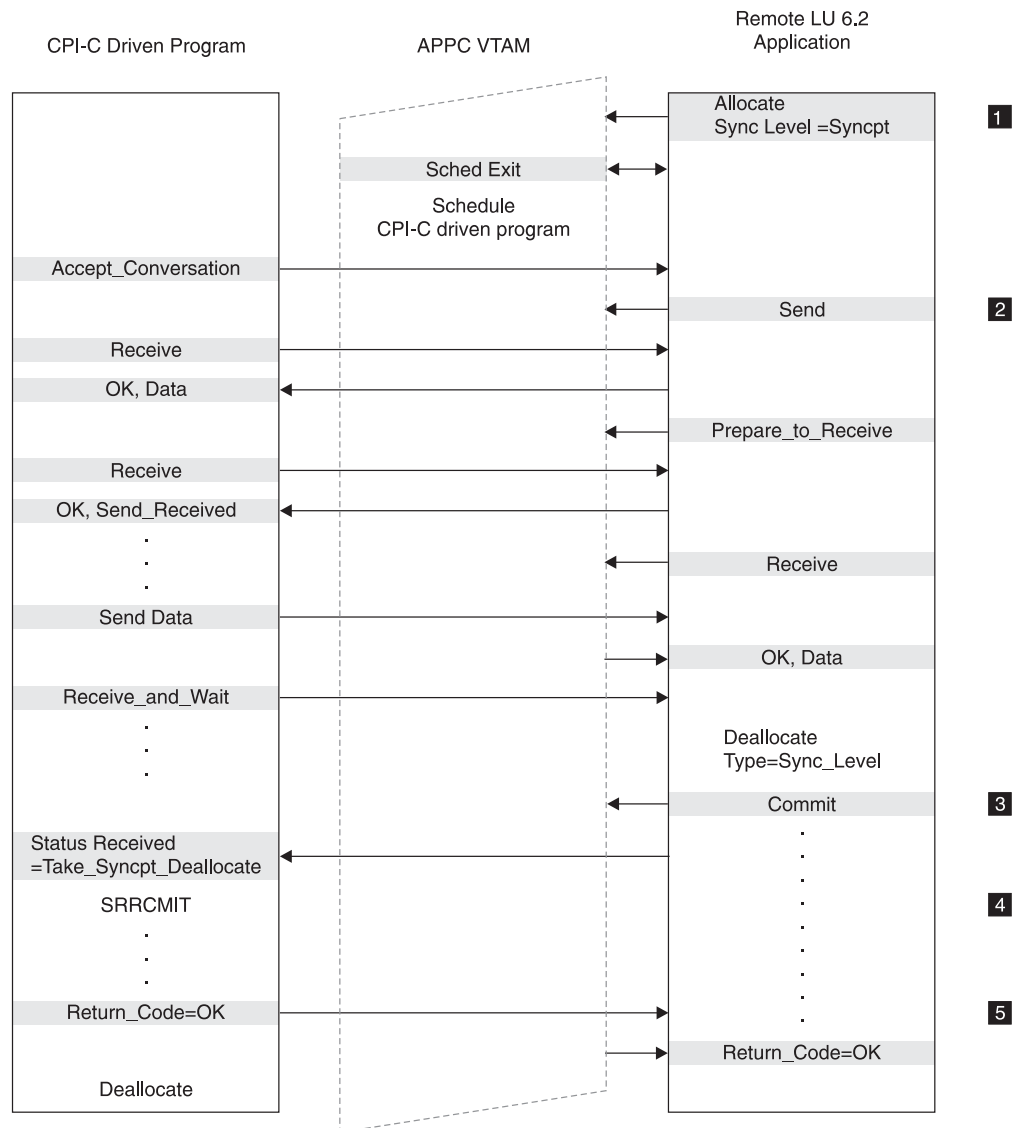 CPI-C Driven Program
APPC VTAM
Remote LU 6.2
Application
Allocate
Sync Level =Syncpt
1
Sched Exit
Schedule
CPI-C driven program
Accept_Conversation
Send
2
Receive
OK, Data
Prepare_to_Receive
Receive
OK, Send_Received
.
.
.
Receive
Send Data
OK, Data
Receive_and_Wait
.
.
.
Deallocate
Type=Sync_Level
Commit
3
Status Received
=Take_Syncpt_Deallocate
.
.
.
.
.
.
.
.
.
SRRCMIT
4
.
.
.
Return_Code=OK
5
Return_Code=OK
Deallocate